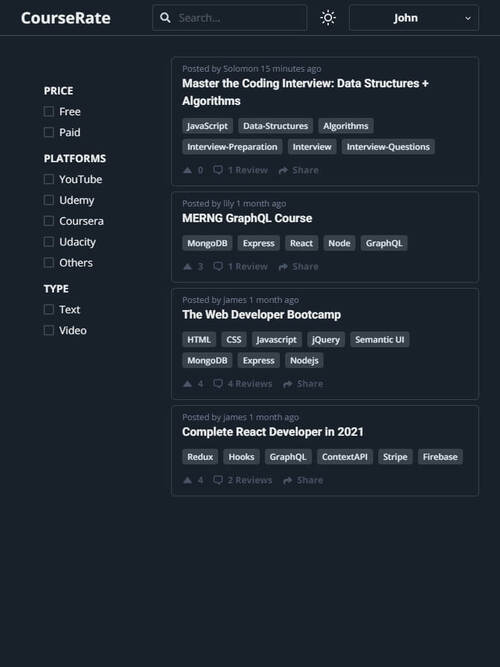 CourseRate
Search...
John
PRICE
Free
Paid
PLATFORMS
YouTube
Udemy
Coursera
Udacity
Others
TYPE
Text
Video
Posted by Solomon 15 minutes ago
Master the Coding Interview: Data Structures +
Algorithms
JavaScript Data-Structures Algorithms
Interview-Preparation Interview Interview-Questions
0 1 Review Share
Posted by lily 1 month ago
MERNG GraphQL Course
MongoDB Express React Node GraphQL
3 1 Review Share
Posted by james 1 month ago
The Web Developer Bootcamp
HTML CSS Javascript jQuery Semantic UI
MongoDB Express Nodejs
4 4 Reviews Share
Posted by james 1 month ago
Complete React Developer in 2021
Redux Hooks GraphQL ContextAPI Stripe Firebase
4 2 Reviews Share